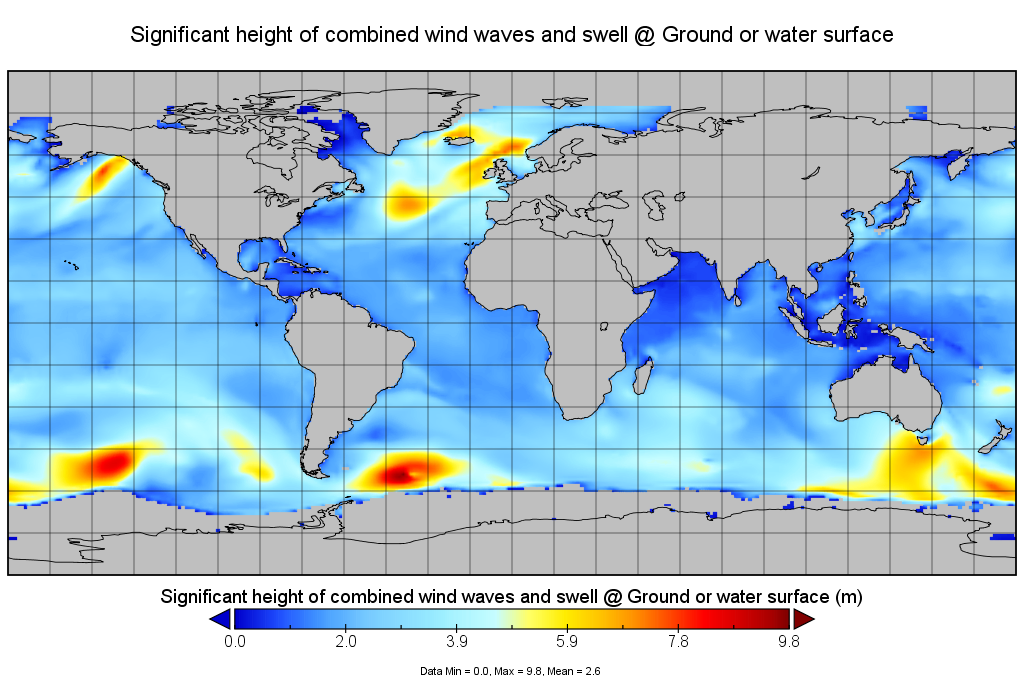 Significant height of combined wind waves and swell @ Ground or water surface
Significant height of combined wind waves and swell @ Ground or water surface (m)
0.0 2.0 3.9 5.9 7.8 9.8
Data Min = 0.0, Max = 9.8, Mean = 2.6